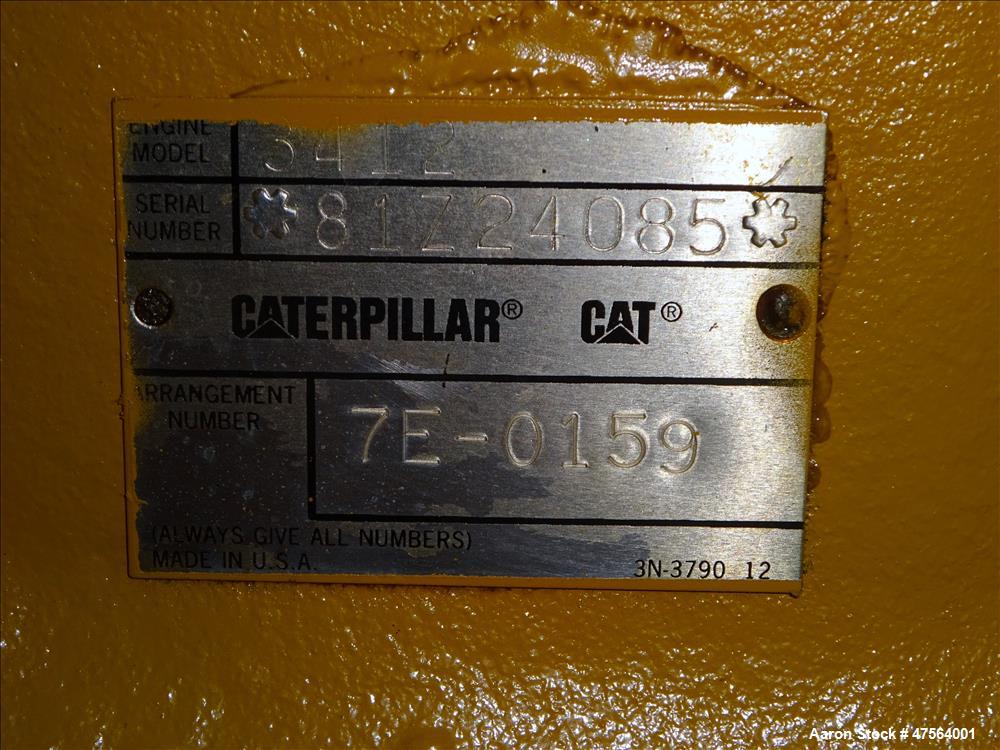 ENGINE
MODEL 3412
SERIAL
NUMBER *81Z24085*
CATERPILLAR® CAT®
ARRANGEMENT
NUMBER 7E-0159
(ALWAYS GIVE ALL NUMBERS)
MADE IN U.S.A. 3N-3790 12
Aaron Stock # 47564001